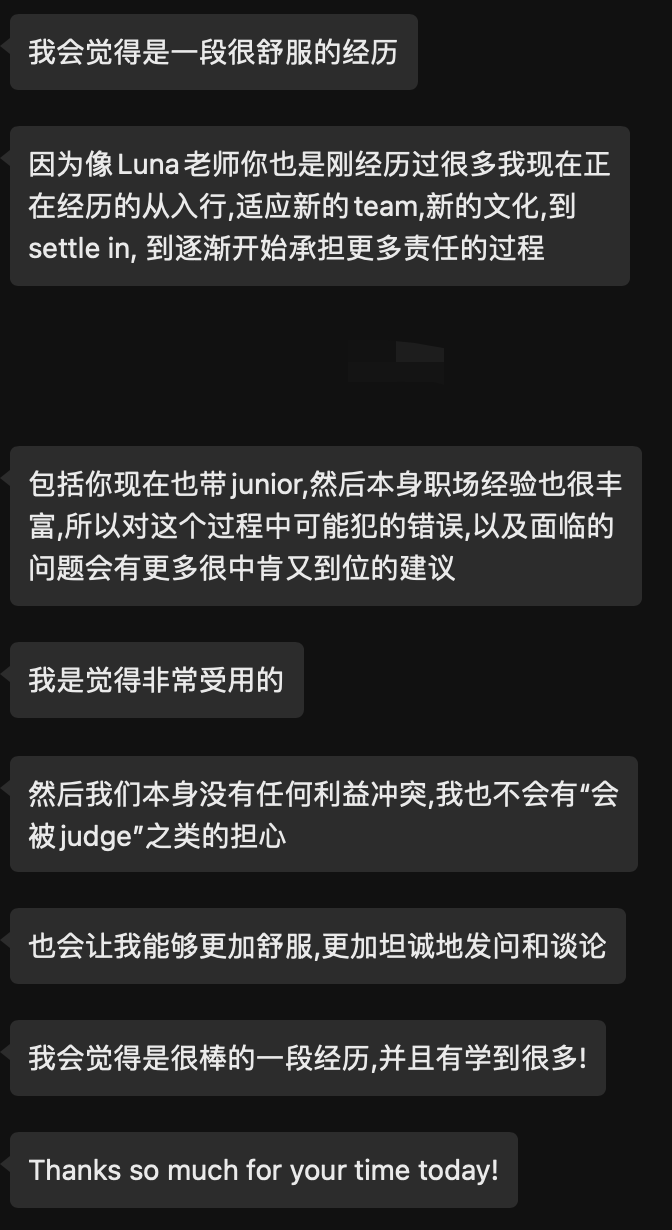 我会觉得是一段很舒服的经历
因为像Luna老师你也是刚经历过很多我现在正
在经历的从入行,适应新的team,新的文化,到
settle in, 到逐渐开始承担更多责任的过程
包括你现在也带junior,然后本身职场经验也很丰
富,所以对这个过程中可能犯的错误,以及面临的
问题会有更多很中肯又到位的建议
我是觉得非常受用的
然后我们本身没有任何利益冲突,我也不会有“会
被judge”之类的担心
也会让我能够更加舒服,更加坦诚地发问和谈论
我会觉得是很棒的一段经历,并且有学到很多!
Thanks so much for your time today!